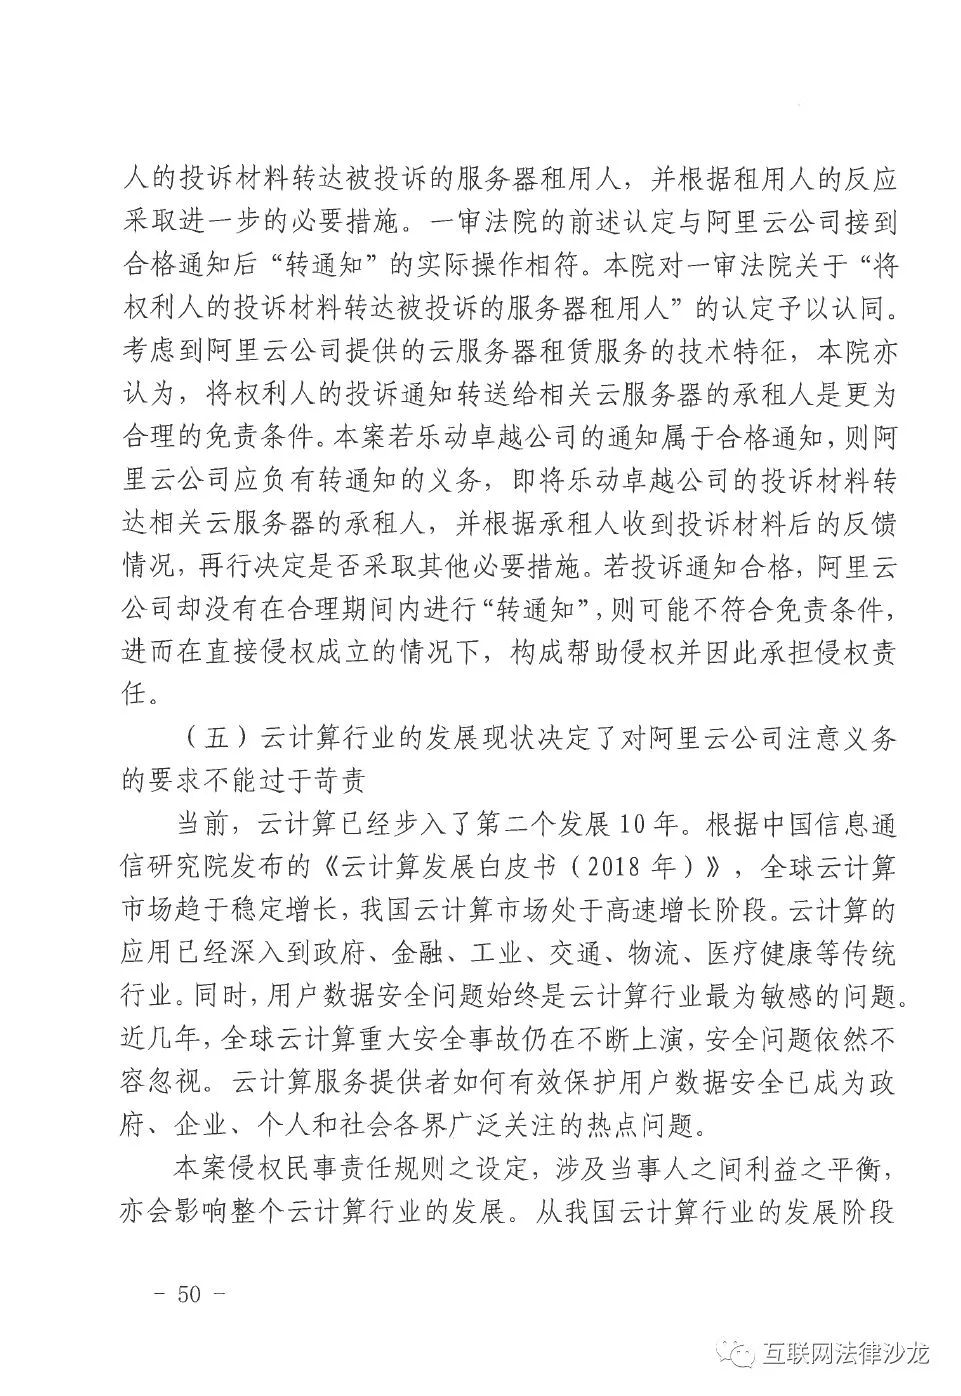 人的投诉材料转达被投诉的服务器租用人，并根据租用人的反应
采取进一步的必要措施。一审法院的前述认定与阿里云公司接到
合格通知后“转通知”的实际操作相符。本院对一审法院关于“将
权利人的投诉材料转达被投诉的服务器租用人”的认定予以认同。
考虑到阿里云公司提供的云服务器租赁服务的技术特征，本院亦
认为，将权利人的投诉通知转送给相关云服务器的承租人是更为
合理的免责条件。本案若乐动卓越公司的通知属于合格通知，则阿
里云公司应负有转通知的义务，即将乐动卓越公司的投诉材料转
达相关云服务器的承租人，并根据承租人收到投诉材料后的反馈
情况，再行决定是否采取其他必要措施。若投诉通知合格，阿里云
公司却没有在合理期间内进行“转通知”，则可能不符合免责条件，
进而在直接侵权成立的情况下，构成帮助侵权并因此承担侵权责
任。
（五）云计算行业的发展现状决定了对阿里云公司注意义务
的要求不能过于苛责
当前，云计算已经步入了第二个发展 10 年。根据中国信息通
信研究院发布的《云计算发展白皮书（2018 年）》，全球云计算
市场趋于稳定增长，我国云计算市场处于高速增长阶段。云计算的
应用已经深入到政府、金融、工业、交通、物流、医疗健康等传统
行业。同时，用户数据安全问题始终是云计算行业最为敏感的问题。
近几年，全球云计算重大安全事故仍在不断上演，安全问题依然不
容忽视。云计算服务提供者如何有效保护用户数据安全已成为政
府、企业、个人和社会各界广泛关注的热点问题。
本案侵权民事责任规则之设定，涉及当事人之间利益之平衡，
亦会影响整个云计算行业的发展。从我国云计算行业的发展阶段
- 50 -
互联网法律沙龙